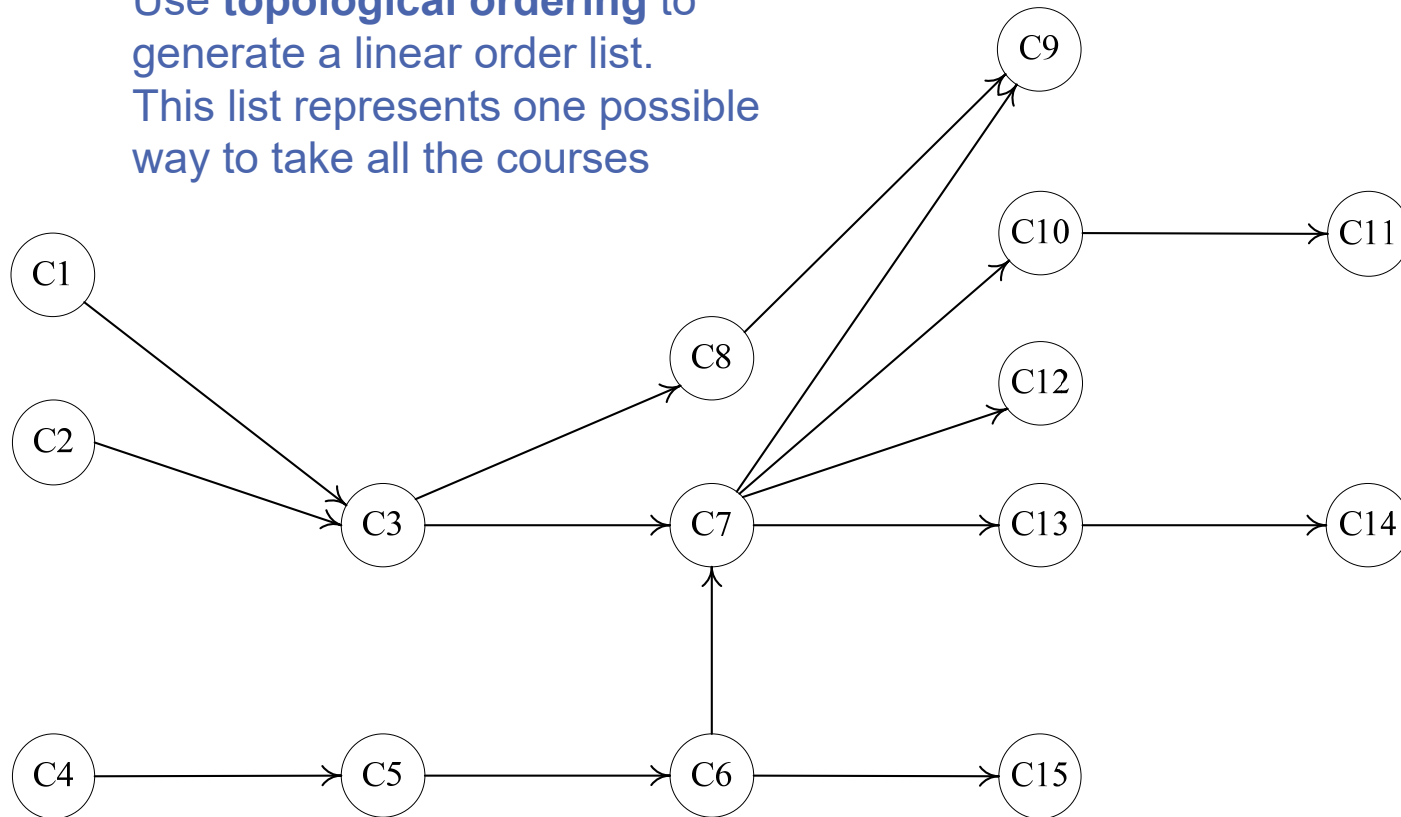 Use topological ordering to
generate a linear order list.
This list represents one possible
way to take all the courses
C9
C10
C11
C1
C8
C12
C2
C3
C7
C13
C14
C4
C5
C6
C15